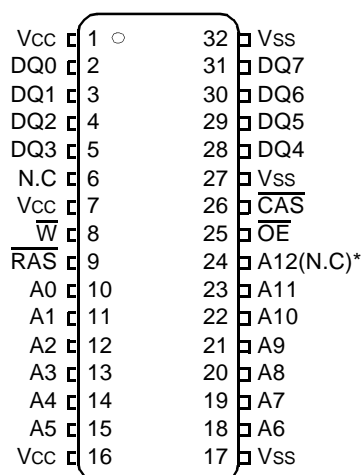 Vcc 1 32 Vss
DQ0 2 31 DQ7
DQ1 3 30 DQ6
DQ2 4 29 DQ5
DQ3 5 28 DQ4
N.C 6 27 Vss
Vcc 7 26 C̅A̅S̅
W̅ 8 25 O̅E̅
R̅A̅S̅ 9 24 A12(N.C)*
A0 10 23 A11
A1 11 22 A10
A2 12 21 A9
A3 13 20 A8
A4 14 19 A7
A5 15 18 A6
Vcc 16 17 Vss